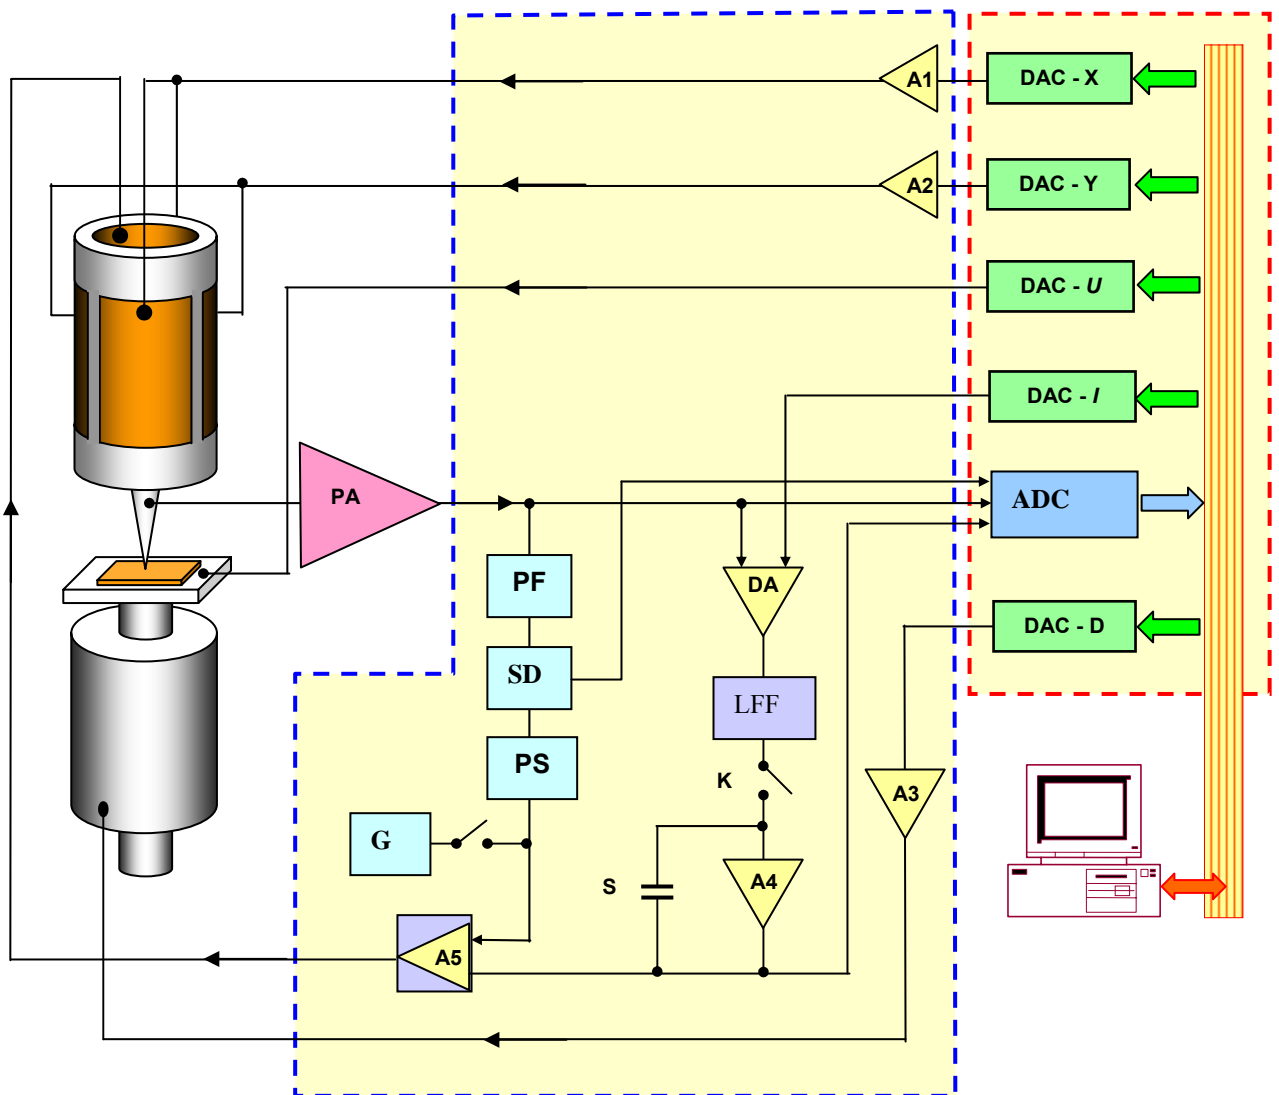 A1
DAC - X
A2
DAC - Y
DAC - U
DAC - I
PA
ADC
PF
DA
DAC - D
SD
LFF
PS
K
A3
G
S
A4
A5